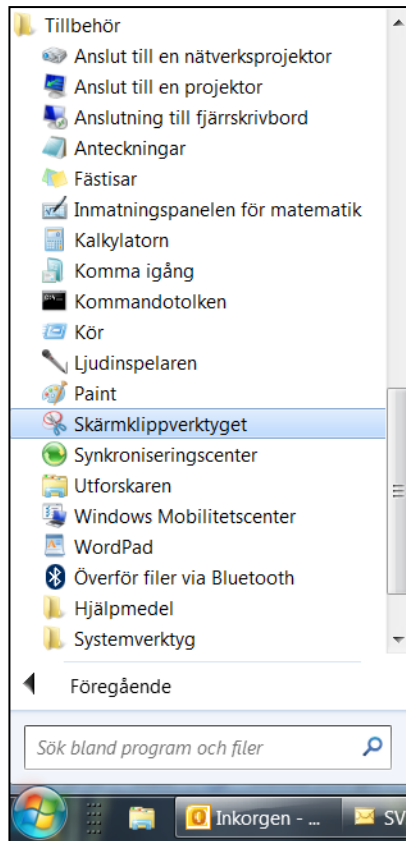 Tillbehör
Anslut till en nätverksprojektor
Anslut till en projektor
Anslutning till fjärrskrivbord
Anteckningar
Fästisar
Inmatningspanelen för matematik
Kalkylatorn
Komma igång
Kommandotolken
Kör
Ljudinspelaren
Paint
Skärmklippverktyget
Synkroniseringscenter
Utforskaren
Windows Mobilitetscenter
WordPad
Överför filer via Bluetooth
Hjälpmedel
Systemverktyg
Föregående
Sök bland program och filer
Inkorgen - ...
SV